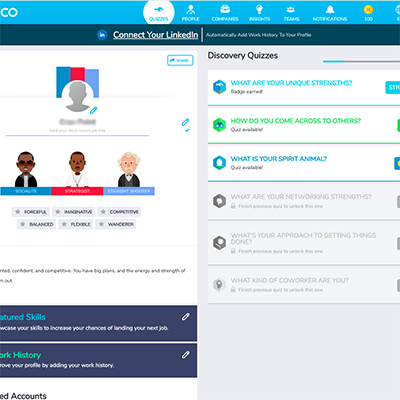 CO
QUIZZES
PEOPLE
COMPANIES
INSIGHTS
TEAMS
NOTIFICATIONS
100
in Connect Your LinkedIn
Automatically Add Work History To Your Profile
SHARE
Add your most recent job title
SOCIALITE
STRATEGIST
STRAIGHT SHOOTER
FORCEFUL
IMAGINATIVE
COMPETITIVE
BALANCED
FLEXIBLE
WANDERER
nted, confident, and competitive. You have big plans, and the energy and strength of
m out.
atured Skills
owcase your skills to increase your chances of landing your next job.
ork History
rove your profile by adding your work history.
ed Accounts
Discovery Quizzes
WHAT ARE YOUR UNIQUE STRENGTHS?
Badge earned!
STR
HOW DO YOU COME ACROSS TO OTHERS?
Quiz available!
WHAT IS YOUR SPIRIT ANIMAL?
Quiz available!
WHAT ARE YOUR NETWORKING STRENGTHS?
Finish previous quiz to unlock this one
WHAT'S YOUR APPROACH TO GETTING THINGS
DONE?
Finish previous quiz to unlock this one
WHAT KIND OF COWORKER ARE YOU?
Finish previous quiz to unlock this one